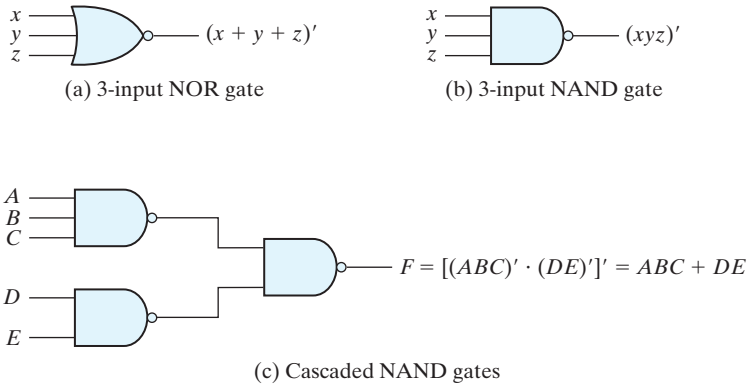 x
y
z
(x + y + z)′
(a) 3-input NOR gate
x
y
z
(xyz)′
(b) 3-input NAND gate
A
B
C
D
E
F = [(ABC)′ · (DE)′]′ = ABC + DE
(c) Cascaded NAND gates